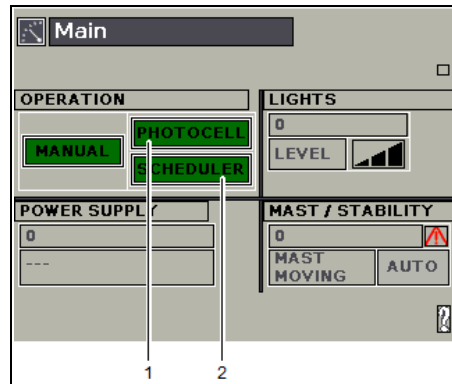 Main
OPERATION
MANUAL
PHOTOCELL
SCHEDULER
LIGHTS
0
LEVEL
POWER SUPPLY
0
---
MAST / STABILITY
0
MAST
MOVING
AUTO
1
2